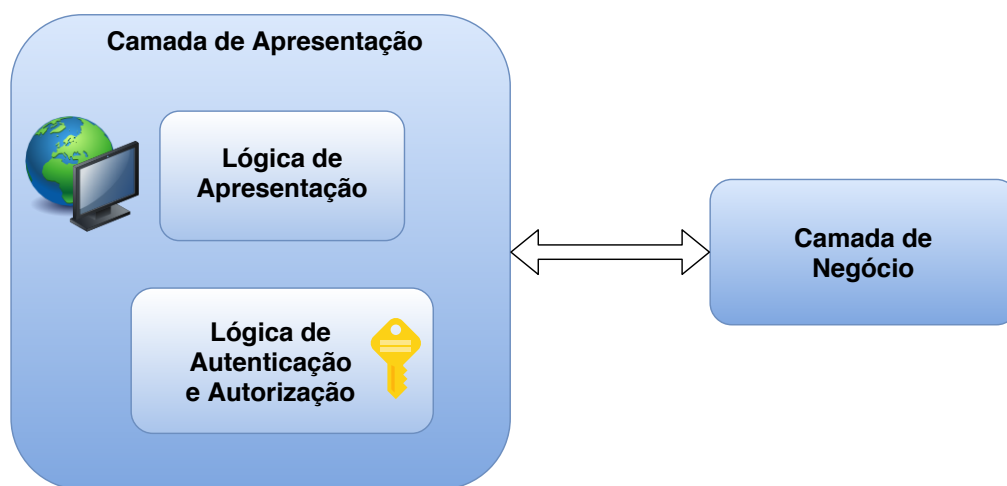 Camada de Apresentação
Lógica de
Apresentação
Lógica de
Autenticação
e Autorização
Camada de
Negócio